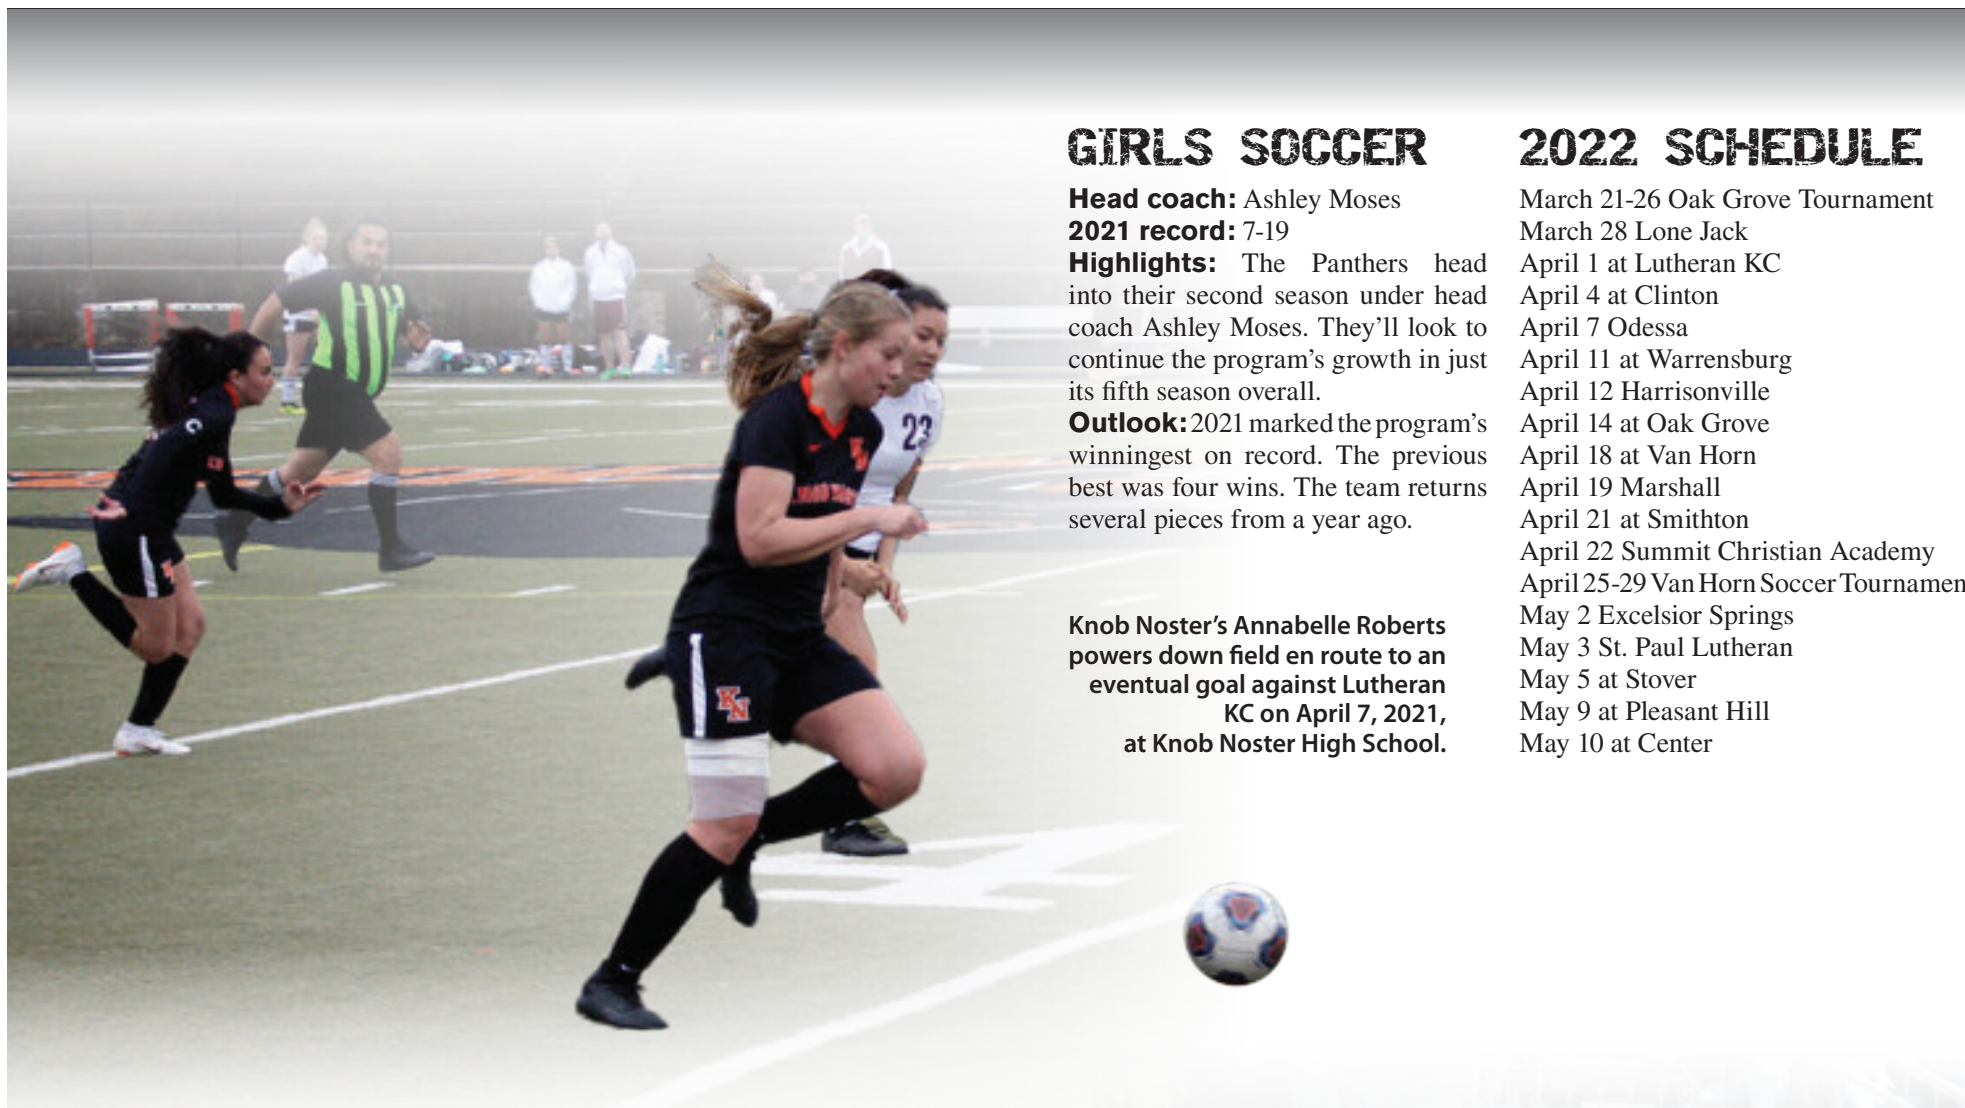 GIRLS SOCCER
Head coach: Ashley Moses
2021 record: 7-19
Highlights: The Panthers head
into their second season under head
coach Ashley Moses. They’ll look to
continue the program’s growth in just
its fifth season overall.
Outlook: 2021 marked the program’s
winningest on record. The previous
best was four wins. The team returns
several pieces from a year ago.
Knob Noster’s Annabelle Roberts
powers down field en route to an
eventual goal against Lutheran
KC on April 7, 2021,
at Knob Noster High School.
2022 SCHEDULE
March 21-26 Oak Grove Tournament
March 28 Lone Jack
April 1 at Lutheran KC
April 4 at Clinton
April 7 Odessa
April 11 at Warrensburg
April 12 Harrisonville
April 14 at Oak Grove
April 18 at Van Horn
April 19 Marshall
April 21 at Smithton
April 22 Summit Christian Academy
April 25-29 Van Horn Soccer Tournamen
May 2 Excelsior Springs
May 3 St. Paul Lutheran
May 5 at Stover
May 9 at Pleasant Hill
May 10 at Center
23
KN
KN
C